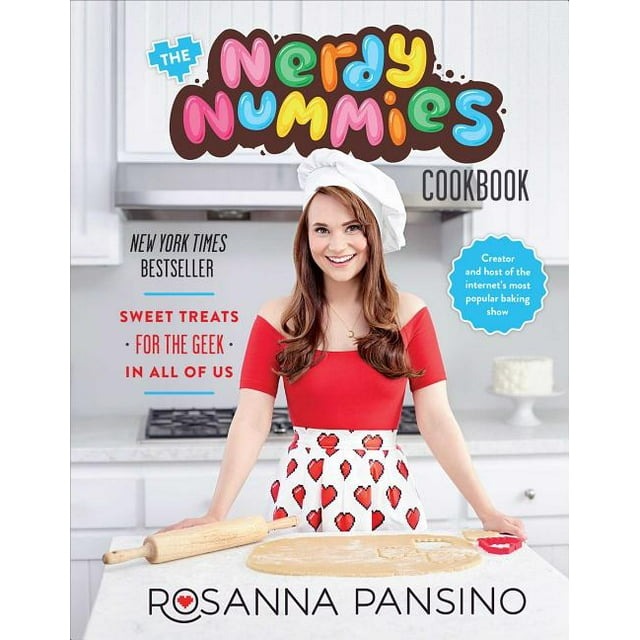 THE
Nerdy
NUMMIES
COOKBOOK
NEW YORK TIMES
BESTSELLER
SWEET TREATS
• FOR THE GEEK •
IN ALL OF US
Creator
and host of the
internet's most
popular baking
show
ROSANNA PANSINO